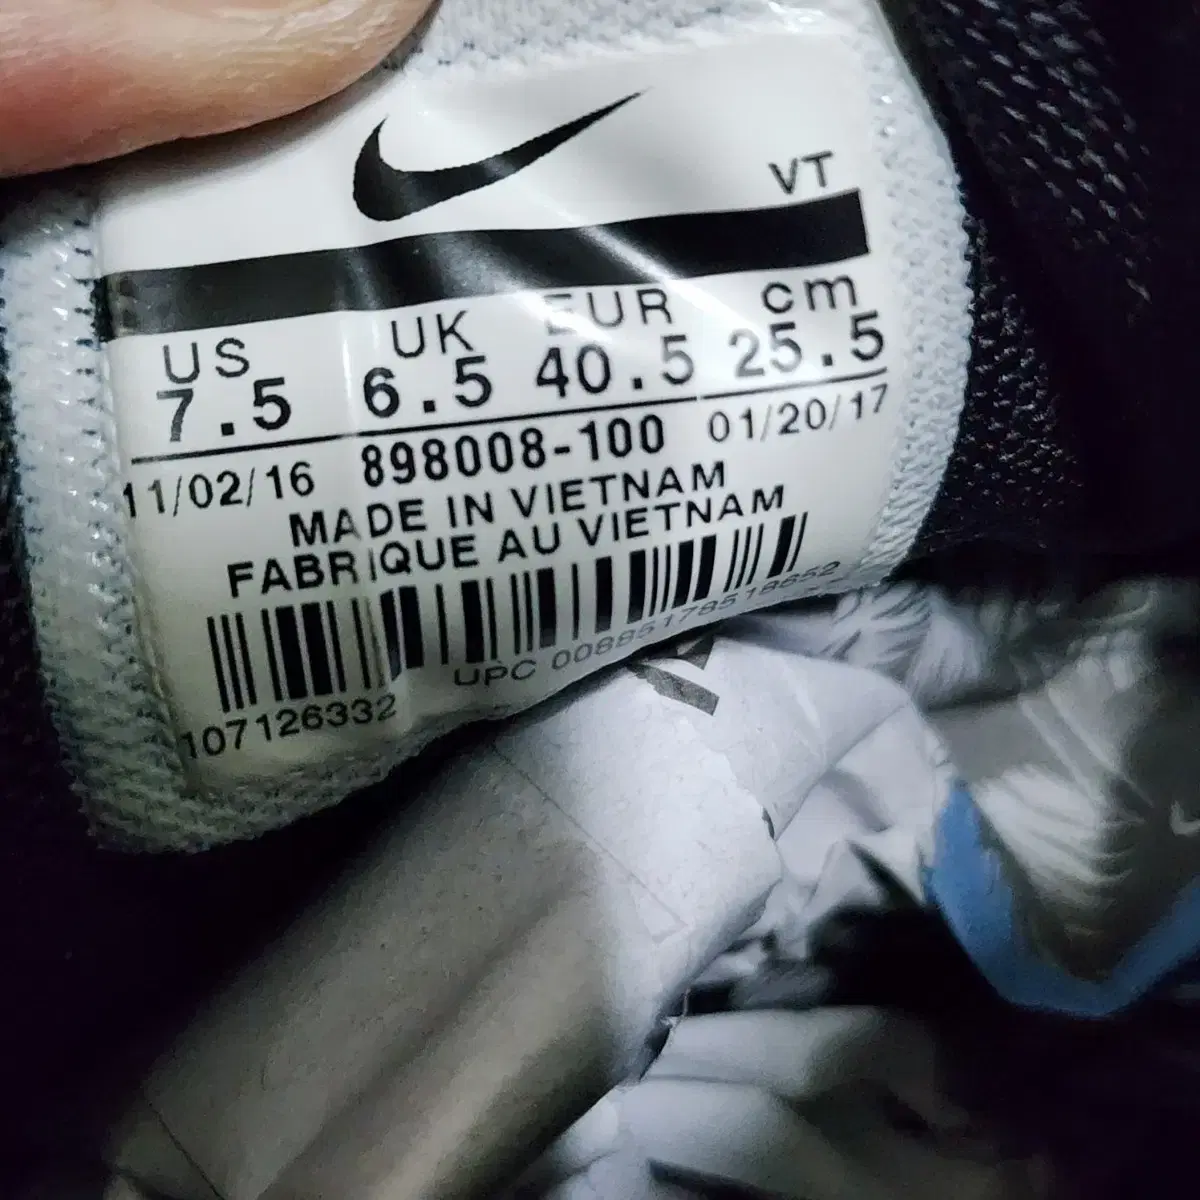 VT
US UK EUR cm
7.5 6.5 40.5 25.5
11/02/16 898008-100 01/20/17
MADE IN VIETNAM
FABRIQUE AU VIETNAM
UPC 00885178518652
107126332